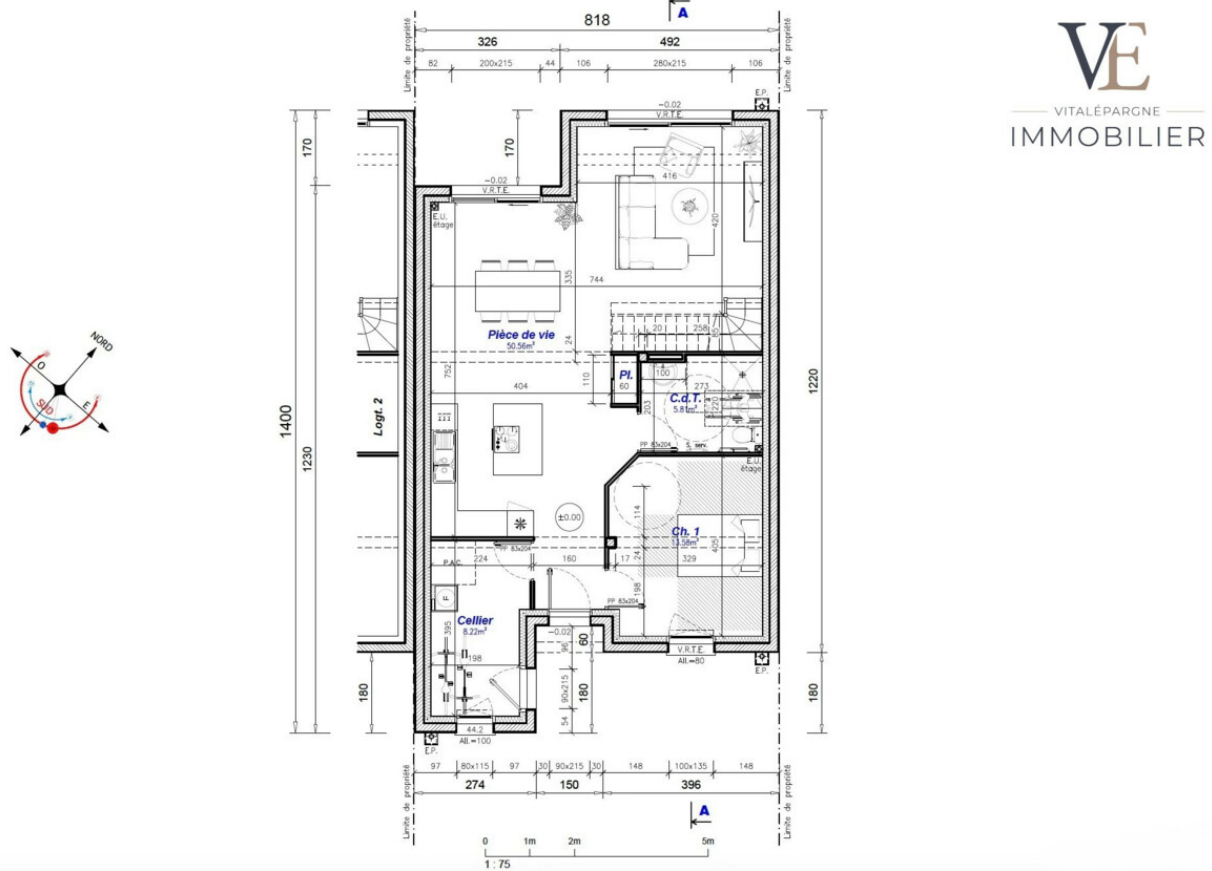 A
818
326
492
82
200x215
44
106
280x215
106
Limite de propriété
Limite de propriété
VE
VITALÉPARGNE
IMMOBILIER
E.P.
-0.02
V.R.T.E.
170
170
-0.02
V.R.T.E.
416
E.U.
étage
420
335
744
NORD
O
E
SUD
Pièce de vie
50.56m²
20
258
24
752
110
404
Pl.
60
100
273
C.d.T.
5.81m²
203
220
1220
1400
1230
Logt. 2
PP 83x204
S. serv.
E.U.
étage
±0.00
114
Ch. 1
13.58m²
405
PP 83x204
P.A.C.
224
160
17
24
329
F
198
PP 83x204
Cellier
8.22m²
395
198
-0.02
60
96
V.R.T.E.
All.=80
E.P.
180
90x215
180
180
54
44.2
All.=100
E.P.
97
80x115
97
30
90x215
30
148
100x135
148
274
150
396
Limite de propriété
Limite de propriété
A
0
1m
2m
5m
1 : 75